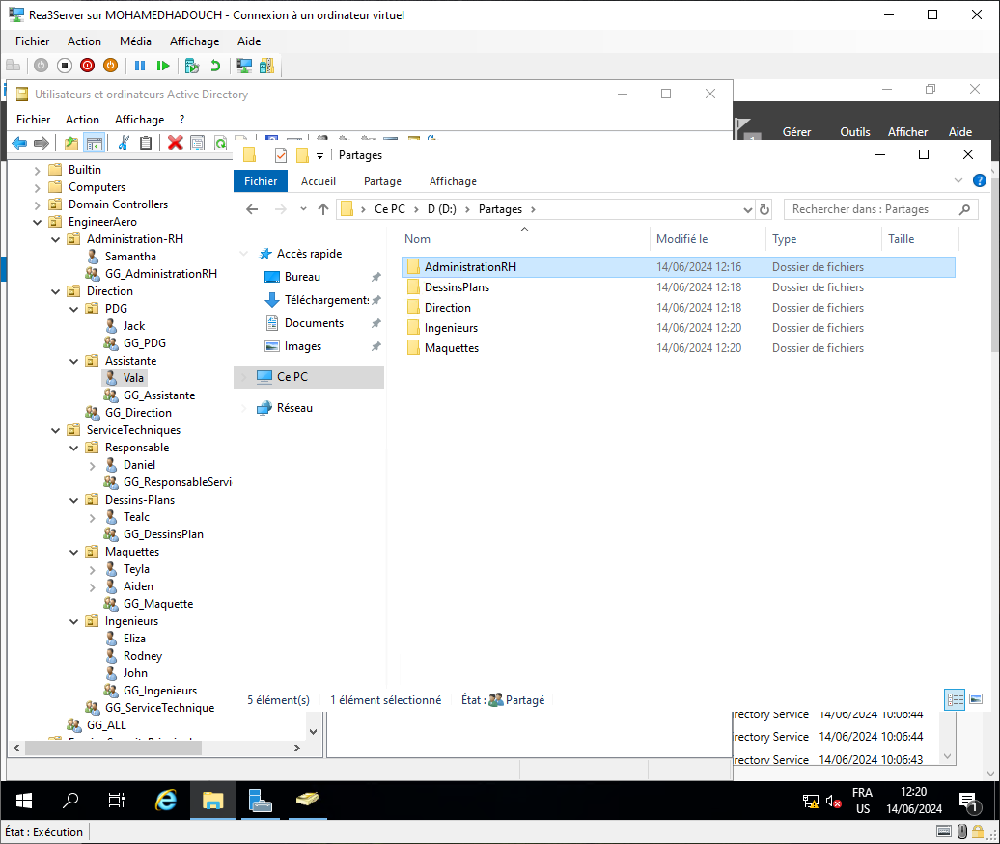 Rea3Server sur MOHAMEDHADOUCH - Connexion à un ordinateur virtuel
Fichier Action Média Affichage Aide
Utilisateurs et ordinateurs Active Directory
Fichier Action Affichage ?
Gérer Outils Afficher Aide
Partages
Fichier Accueil Partage Affichage
Ce PC D (D:) Partages
Rechercher dans : Partages
Builtin
Computers
Domain Controllers
EngineerAero
Administration-RH
Samantha
GG_AdministrationRH
Direction
PDG
Jack
GG_PDG
Assistante
Vala
GG_Assistante
GG_Direction
ServiceTechniques
Responsable
Daniel
GG_ResponsableServi
Dessins-Plans
Tealc
GG_DessinsPlan
Maquettes
Teyla
Aiden
GG_Maquette
Ingenieurs
Eliza
Rodney
John
GG_Ingenieurs
GG_ServiceTechnique
GG_ALL
Accès rapide
Bureau
Téléchargements
Documents
Images
Ce PC
Réseau
Nom Modifié le Type Taille
AdministrationRH 14/06/2024 12:16 Dossier de fichiers
DessinsPlans 14/06/2024 12:18 Dossier de fichiers
Direction 14/06/2024 12:18 Dossier de fichiers
Ingenieurs 14/06/2024 12:20 Dossier de fichiers
Maquettes 14/06/2024 12:20 Dossier de fichiers
5 élément(s) 1 élément sélectionné État : Partagé
irectory Service 14/06/2024 10:06:44
irectory Service 14/06/2024 10:06:44
irectory Service 14/06/2024 10:06:43
FRA
US
12:20
14/06/2024
1
État : Exécution